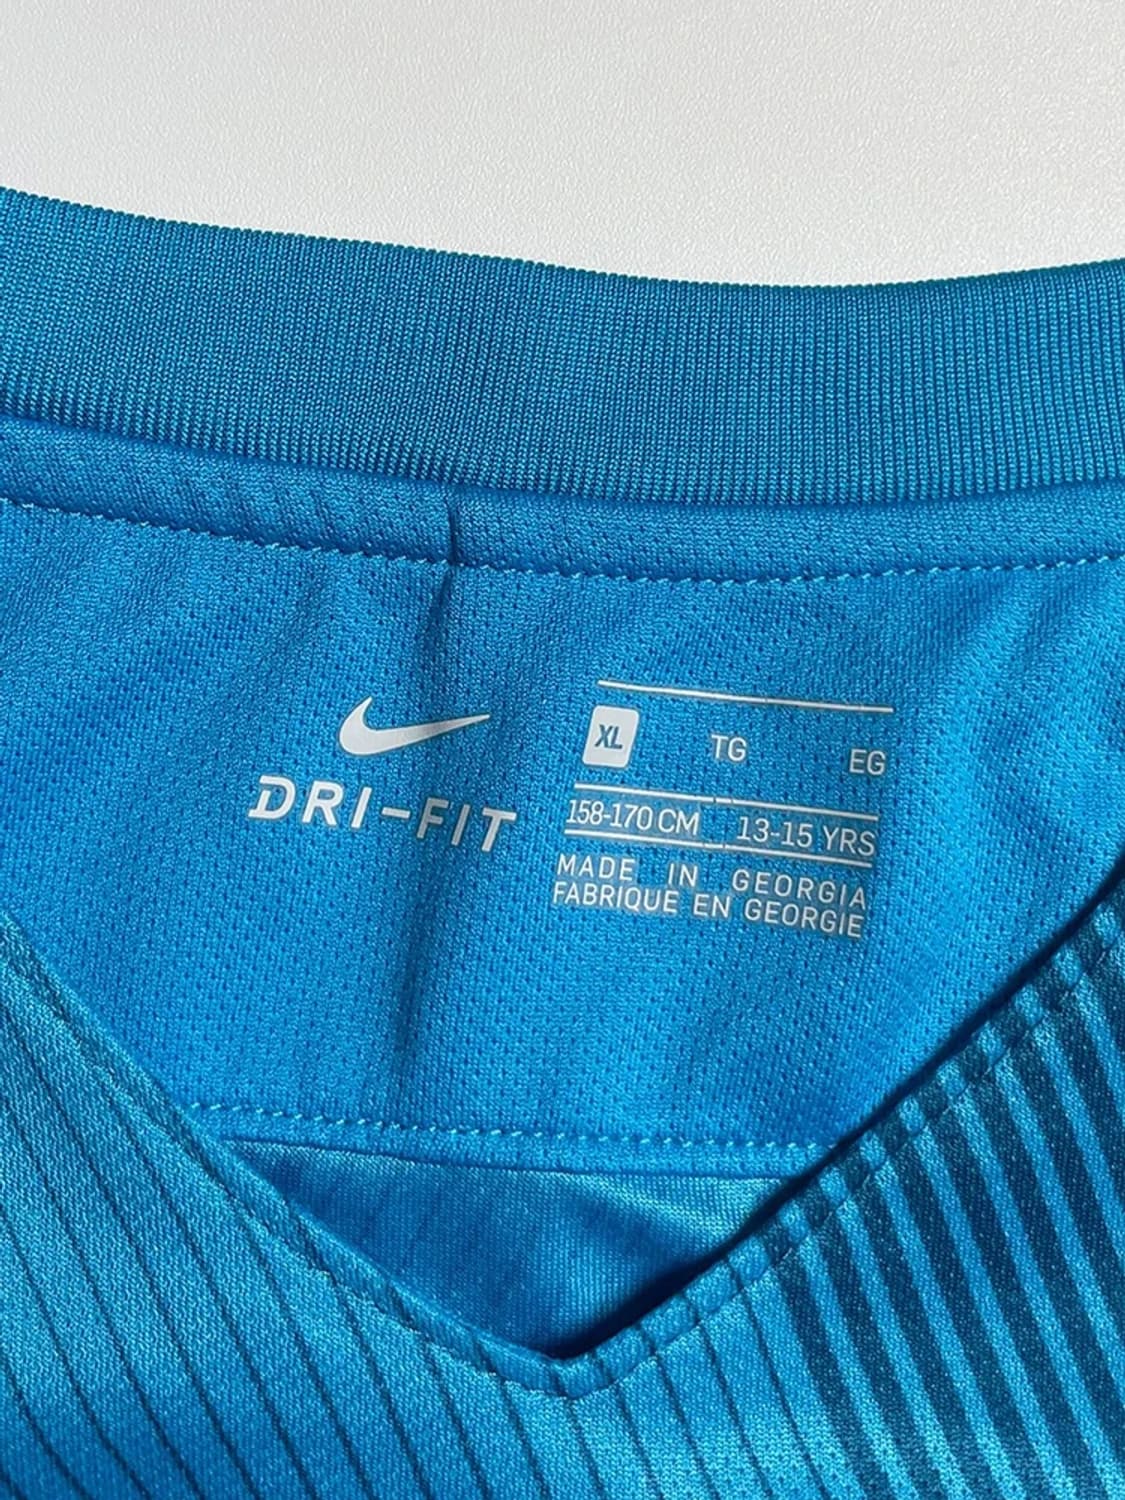 DRI-FIT
XL TG EG
158-170 CM 13-15 YRS
MADE IN GEORGIA
FABRIQUE EN GEORGIE